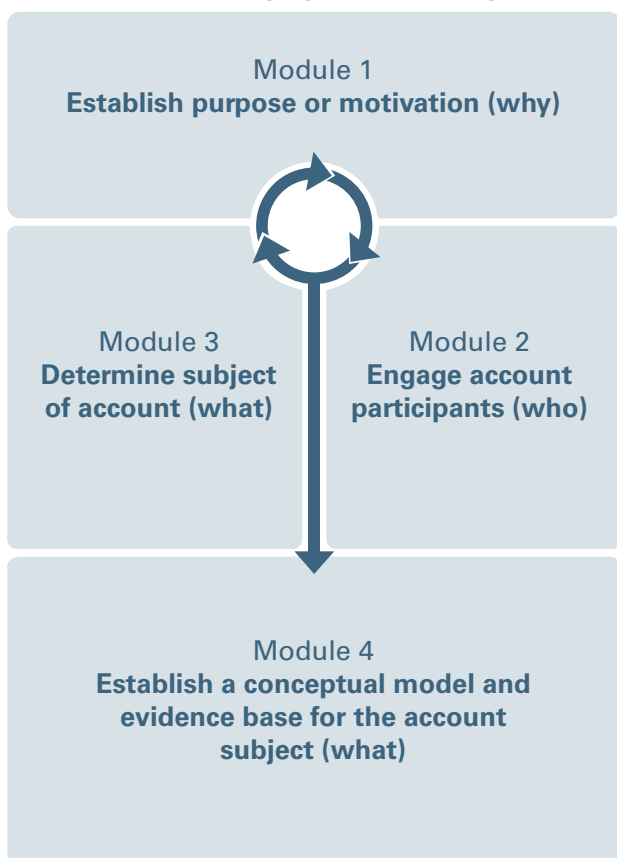 Module 1
Establish purpose or motivation (why)
Module 3
Determine subject
of account (what)
Module 2
Engage account
participants (who)
Module 4
Establish a conceptual model and
evidence base for the account
subject (what)